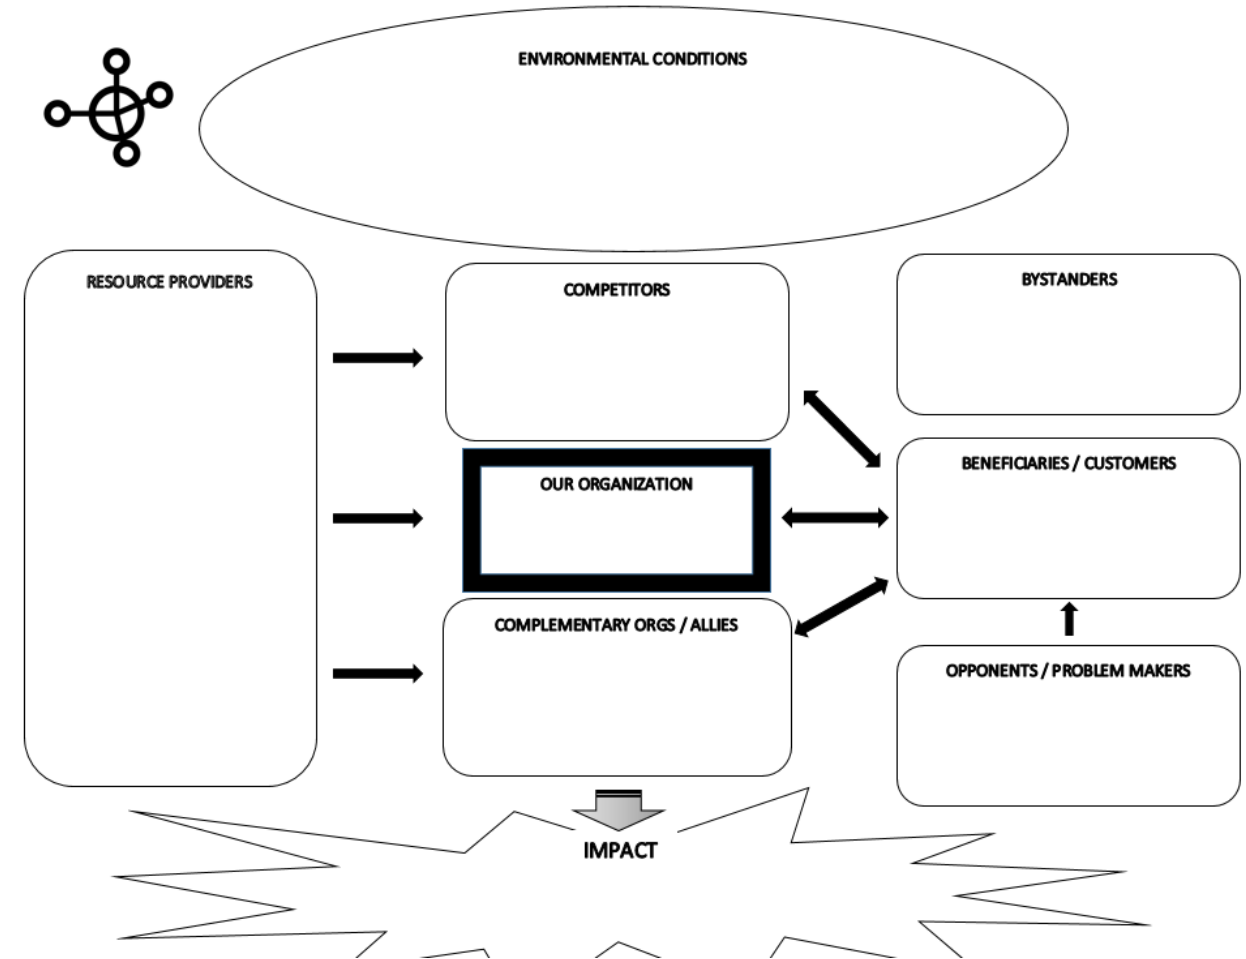 ENVIRONMENTAL CONDITIONS
RESOURCE PROVIDERS
COMPETITORS
BYSTANDERS
OUR ORGANIZATION
BENEFICIARIES / CUSTOMERS
COMPLEMENTARY ORGS / ALLIES
OPPONENTS / PROBLEM MAKERS
IMPACT